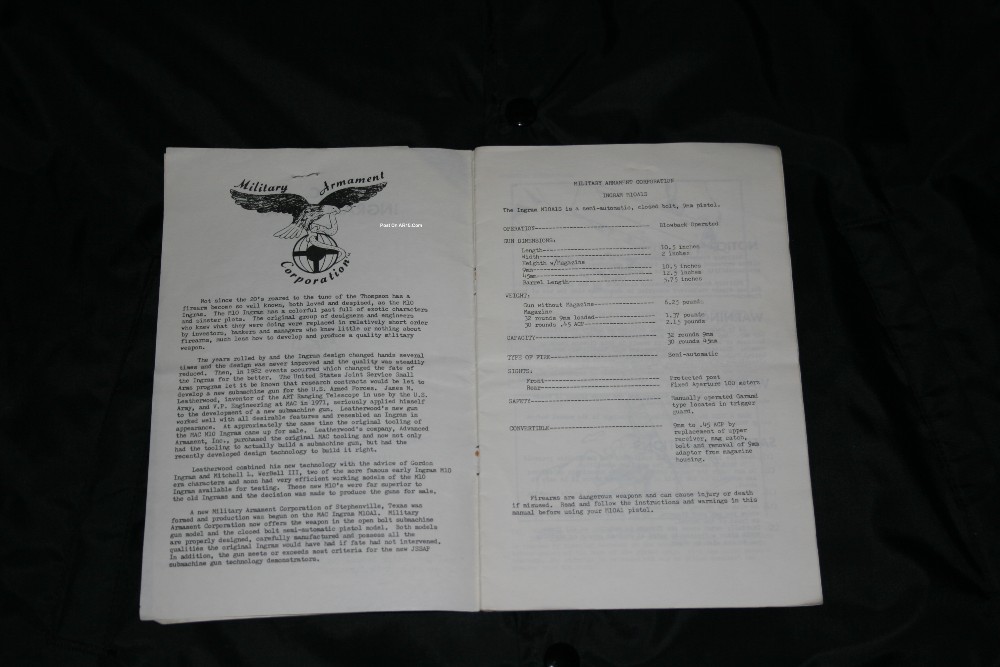 Military Armament
Corporation
Post On AR15.Com
Not since the 20's roared to the tune of the Thompson has a
firearm become so well known, both loved and despised, as the M10
Ingram. The M10 Ingram has a colorful past full of exotic characters
and sinister plots. The original group of designers and engineers
who knew what they were doing were replaced in relatively short order
by investors, bankers and managers who knew little or nothing about
firearms, much less how to develop and produce a quality military
weapon.
The years rolled by and the Ingram design changed hands several
times and the design was never improved and the quality was steadily
reduced. Then, in 1982 events occurred which changed the fate of
the Ingram for the better. The United States Joint Service Small
Arms program let it be known that research contracts would be let to
develop a new submachine gun for the U.S. Armed Forces. James M.
Leatherwood, inventor of the ART Ranging Telescope in use by the U.S.
Army, and V.P. Engineering at MAC in 1971, seriously applied himself
to the development of a new submachine gun. Leatherwood's new gun
worked well with all desirable features and resembled an Ingram in
appearance. At approximately the same time the original tooling of
the MAC M10 Ingram came up for sale. Leatherwood's company, Advanced
Armament, Inc., purchased the original MAC tooling and now not only
had the tooling to actually build a submachine gun, but had the
recently developed design technology to build it right.
Leatherwood combined his new technology with the advice of Gordon
Ingram and Mitchell L. WerBell III, two of the more famous early Ingram M10
era characters and soon had very efficient working models of the M10
Ingram available for testing. These new M10's were far superior to
the old Ingrams and the decision was made to produce the guns for sale.
A new Military Armament Corporation of Stephenville, Texas was
formed and production was begun on the MAC Ingram M10A1. Military
Armament Corporation now offers the weapon in the open bolt submachine
gun model and the closed bolt semi-automatic pistol model. Both models
are properly designed, carefully manufactured and possess all the
qualities the original Ingram would have had if fate had not intervened.
In addition, the gun meets or exceeds most criteria for the new JSSAP
submachine gun technology demonstrators.
MILITARY ARMAMENT CORPORATION
INGRAM M10A1S
The Ingram M10A1S is a semi-automatic, closed bolt, 9mm pistol.
OPERATION---------- Blowback Operated
GUN DIMENSIONS:
Length---------- 10.5 inches
Width---------- 2 inches
Heighth w/Magazine
9mm---------- 10.5 inches
45mm---------- 12.5 inches
Barrel Length---------- 5.75 inches
WEIGHT:
Gun without Magazine---------- 6.23 pounds
Magazine
32 rounds 9mm loaded---------- 1.37 pounds
30 rounds .45 ACP---------- 2.15 pounds
CAPACITY---------- 32 rounds 9mm
30 rounds 45mm
TYPE OF FIRE---------- Semi-automatic
SIGHTS:
Front---------- Protected post
Rear---------- Fixed Aperture 100 meters
SAFETY---------- Manually operated Garand
type located in trigger
guard.
CONVERTIBLE---------- 9mm to .45 ACP by
replacement of upper
receiver, mag catch,
bolt and removal of 9mm
adaptor from magazine
housing.
Firearms are dangerous weapons and can cause injury or death
if misused. Read and follow the instructions and warnings in this
manual before using your M10A1 pistol.